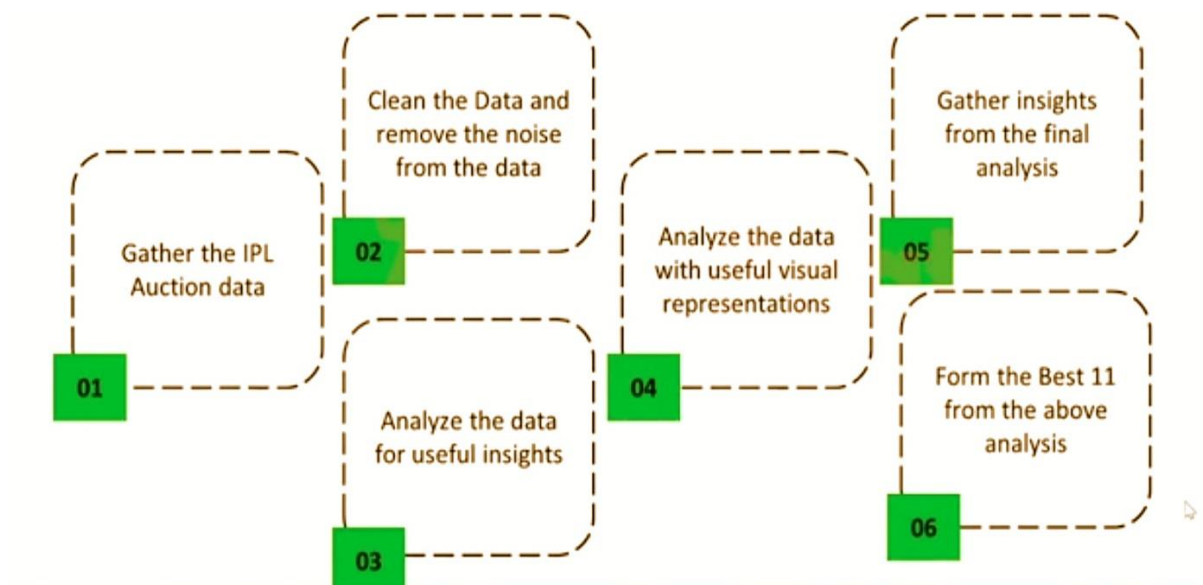 Gather the IPL
Auction data
01
Clean the Data and
remove the noise
from the data
02
Analyze the data
for useful insights
03
Analyze the data
with useful visual
representations
04
Gather insights
from the final
analysis
05
Form the Best 11
from the above
analysis
06